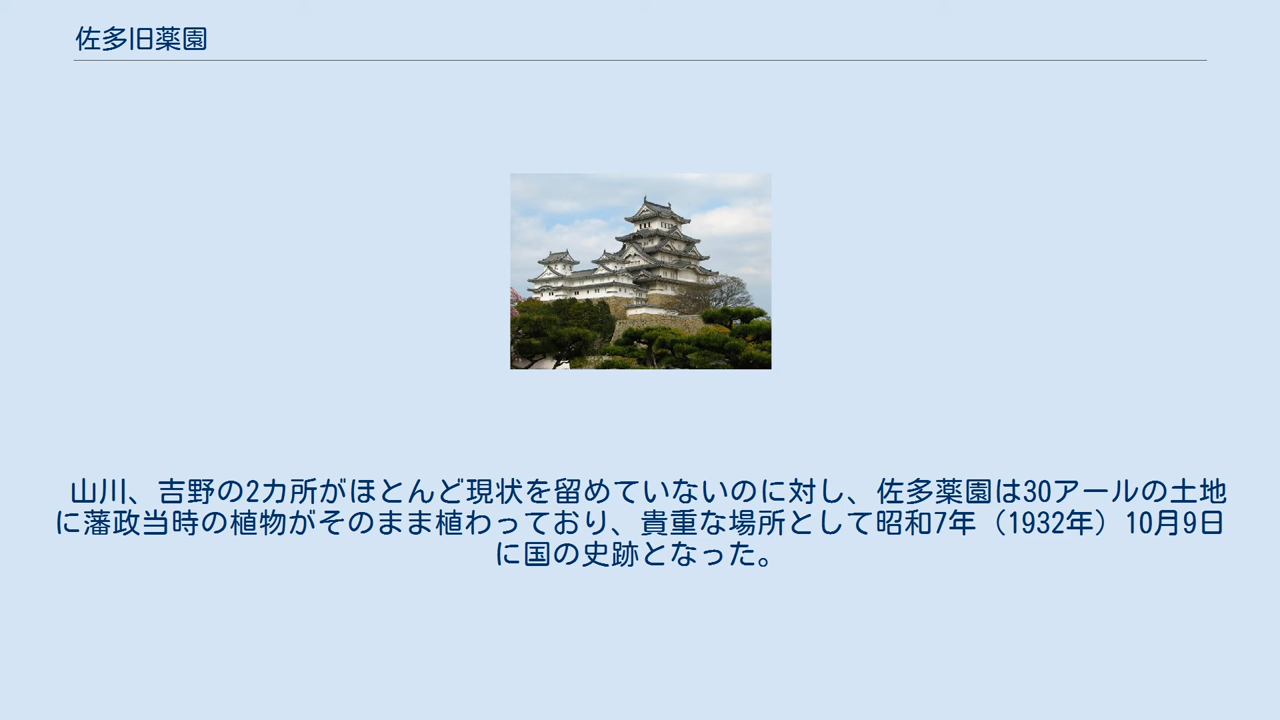 佐多旧薬園
山川、吉野の2カ所がほとんど現状を留めていないのに対し、佐多薬園は30アールの土地
に藩政当時の植物がそのまま植わっており、貴重な場所として昭和7年（1932年）10月9日
に国の史跡となった。